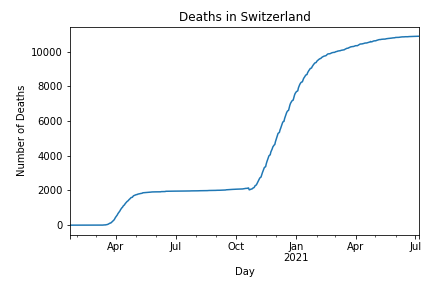 Deaths in Switzerland
Number of Deaths
10000
8000
6000
4000
2000
0
Apr
Jul
Oct
Jan
2021
Apr
Jul
Day